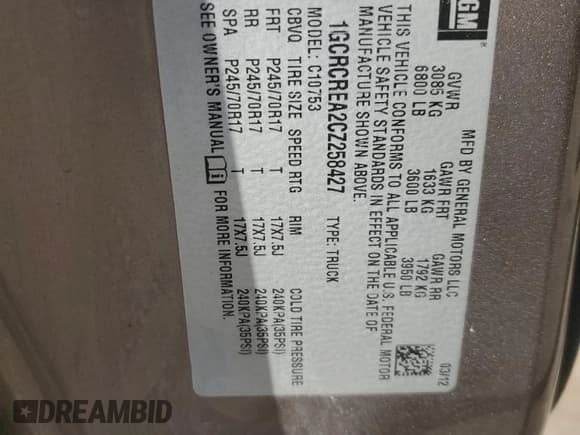 GM ®
MFD BY GENERAL MOTORS LLC 03/12
GVWR GAWR FRT GAWR RR
3085 KG 1633 KG 1792 KG
6800 LB 3600 LB 3950 LB
THIS VEHICLE CONFORMS TO ALL APPLICABLE U.S. FEDERAL MOTOR
VEHICLE SAFETY STANDARDS IN EFFECT ON THE DATE OF
MANUFACTURE SHOWN ABOVE.
1GCRCREA2CZ258427 TYPE: TRUCK
MODEL: C10753
CBVQ TIRE SIZE SPEED RTG RIM COLD TIRE PRESSURE
FRT P245/70R17 T 17X7.5J 240KPA(35PSI)
RR P245/70R17 T 17X7.5J 240KPA(35PSI)
SPA P245/70R17 T 17X7.5J 240KPA(35PSI)
SEE OWNER'S MANUAL i FOR MORE INFORMATION.
DREAMBID